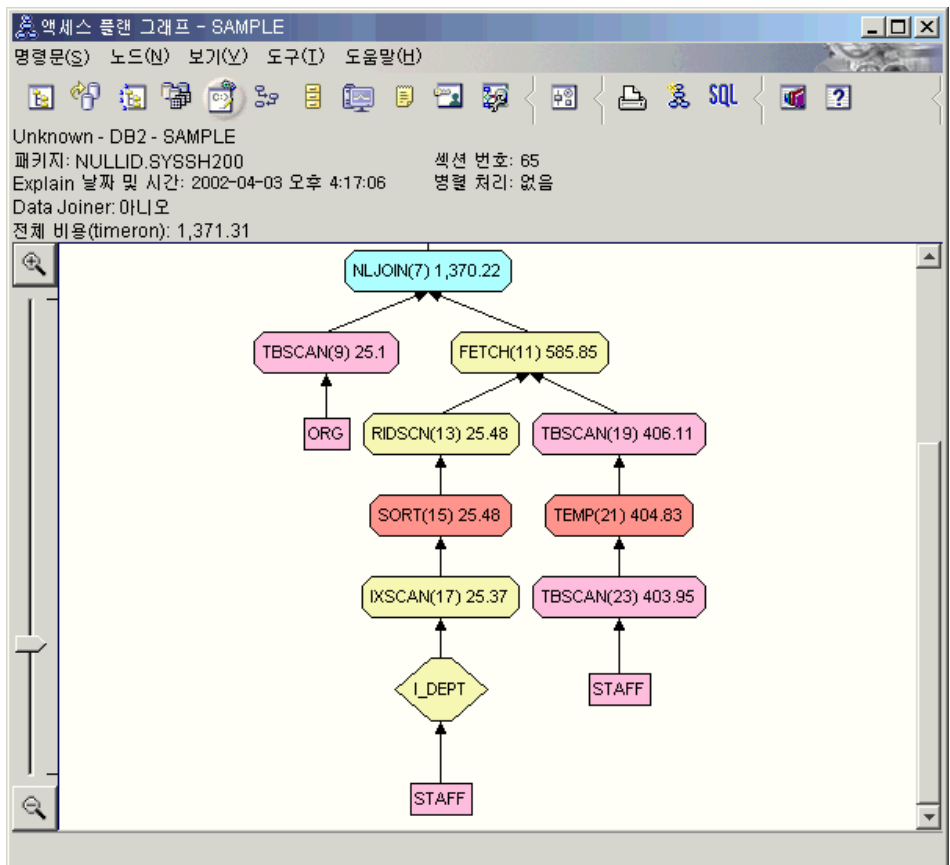 액세스 플랜 그래프 - SAMPLE
명령문(S) 노드(N) 보기(V) 도구(T) 도움말(H)
SQL
Unknown - DB2 - SAMPLE
패키지: NULLID.SYSSH200 섹션 번호: 65
Explain 날짜 및 시간: 2002-04-03 오후 4:17:06 병렬 처리: 없음
Data Joiner: 아니오
전체 비용(timeron): 1,371.31
NLJOIN(7) 1,370.22
TBSCAN(9) 25.1 FETCH(11) 585.85
ORG RIDSCN(13) 25.48 TBSCAN(19) 406.11
SORT(15) 25.48 TEMP(21) 404.83
IXSCAN(17) 25.37 TBSCAN(23) 403.95
I_DEPT STAFF
STAFF